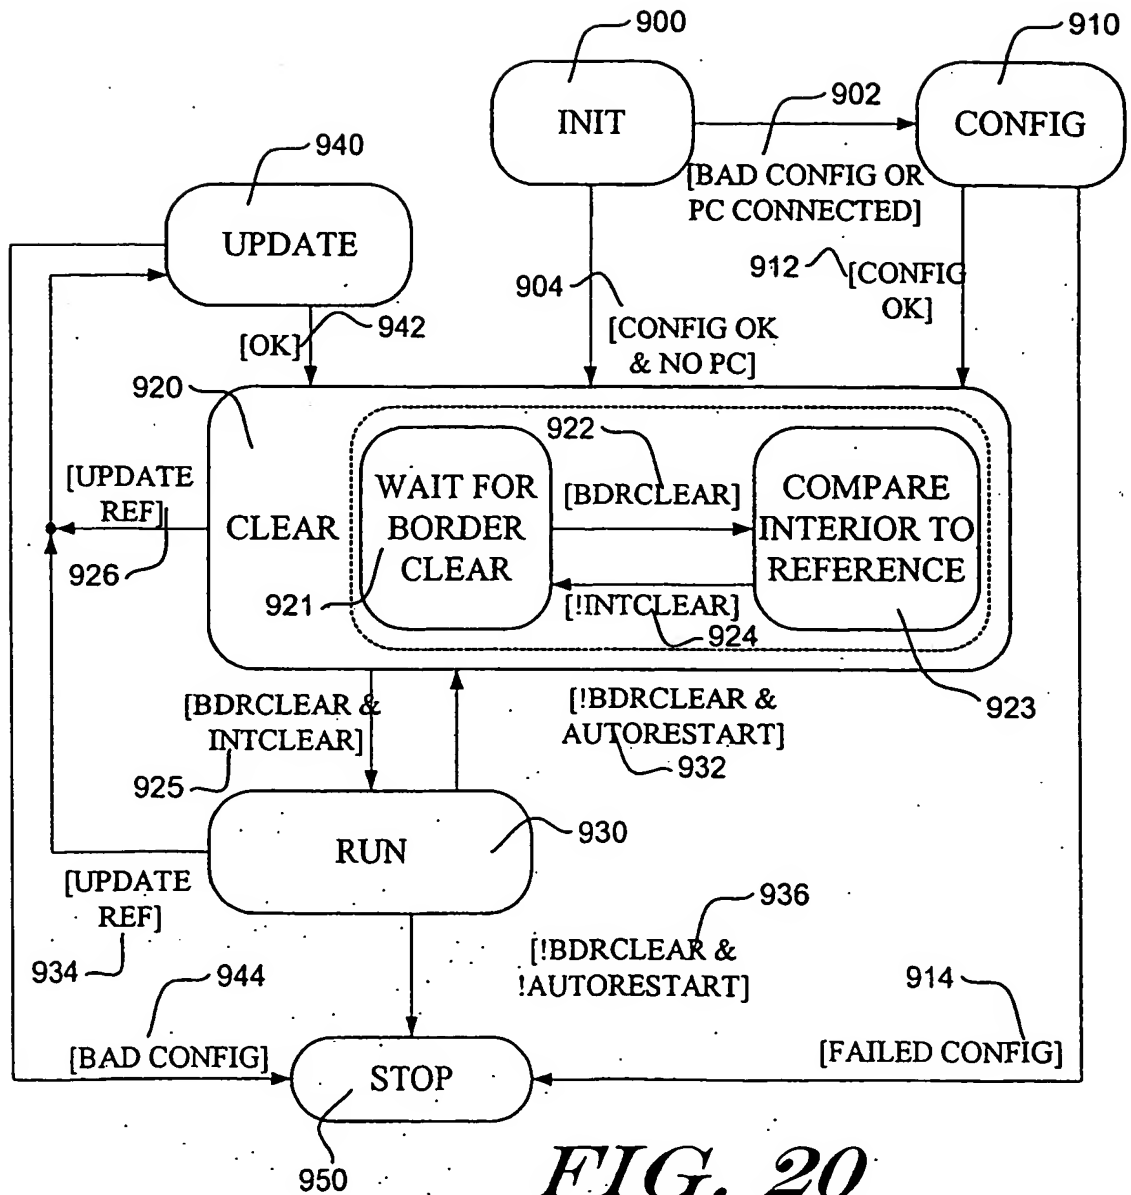 900
910
INIT
902
CONFIG
[BAD CONFIG OR
PC CONNECTED]
940
UPDATE
904
912
[CONFIG
OK]
[OK]
942
[CONFIG OK
& NO PC]
920
922
[UPDATE
REF]
926
CLEAR
WAIT FOR
BORDER
CLEAR
921
[BDRCLEAR]
COMPARE
INTERIOR TO
REFERENCE
[!INTCLEAR]
924
923
[BDRCLEAR &
INTCLEAR]
925
[!BDRCLEAR &
AUTORESTART]
932
RUN
930
[UPDATE
REF]
934
936
[!BDRCLEAR &
!AUTORESTART]
944
[BAD CONFIG]
914
[FAILED CONFIG]
STOP
950
FIG. 20